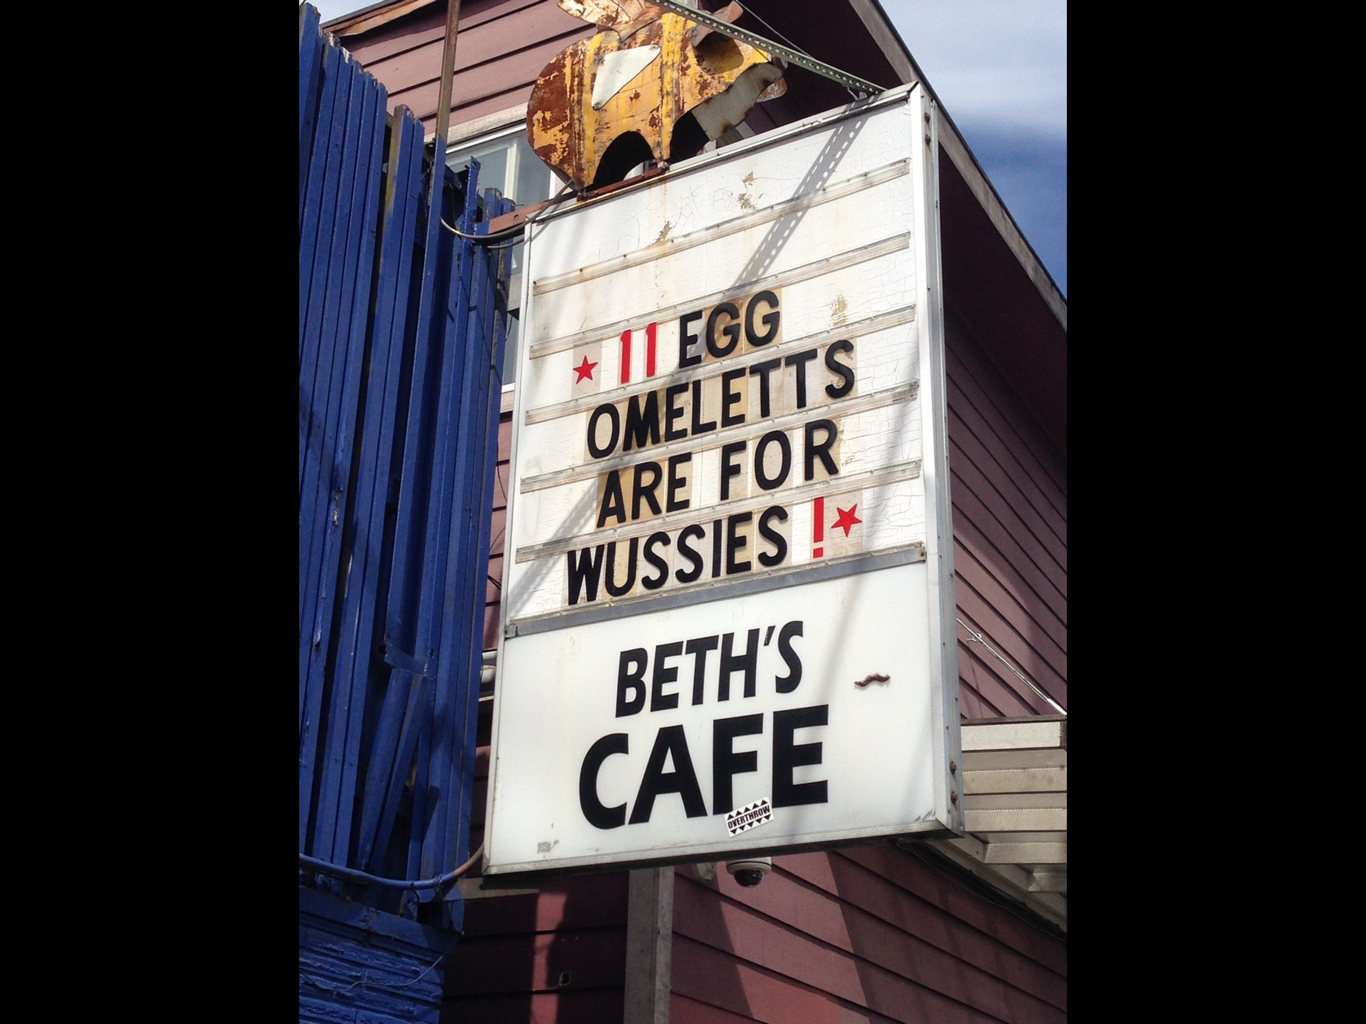 11 EGG
OMELETTS
ARE FOR
WUSSIES !
BETH'S
CAFE
OVERTHROW